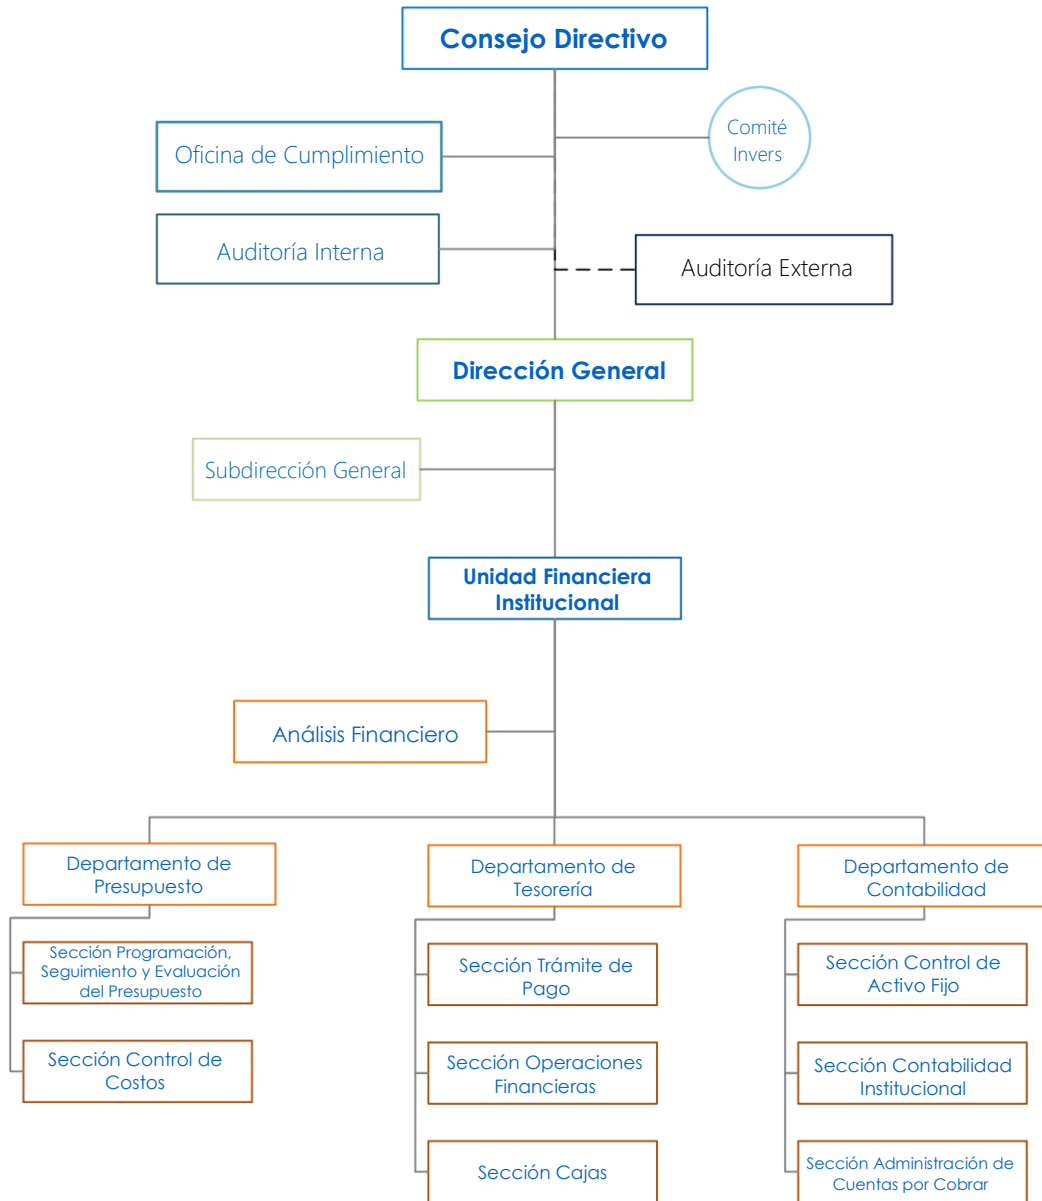 Consejo Directivo
Comité
Invers
Oficina de Cumplimiento
Auditoría Interna
Auditoría Externa
Dirección General
Subdirección General
Unidad Financiera
Institucional
Análisis Financiero
Departamento de
Presupuesto
Departamento de
Tesorería
Departamento de
Contabilidad
Sección Programación,
Seguimiento y Evaluación
del Presupuesto
Sección Trámite de
Pago
Sección Control de
Activo Fijo
Sección Control de
Costos
Sección Operaciones
Financieras
Sección Contabilidad
Institucional
Sección Cajas
Sección Administración de
Cuentas por Cobrar